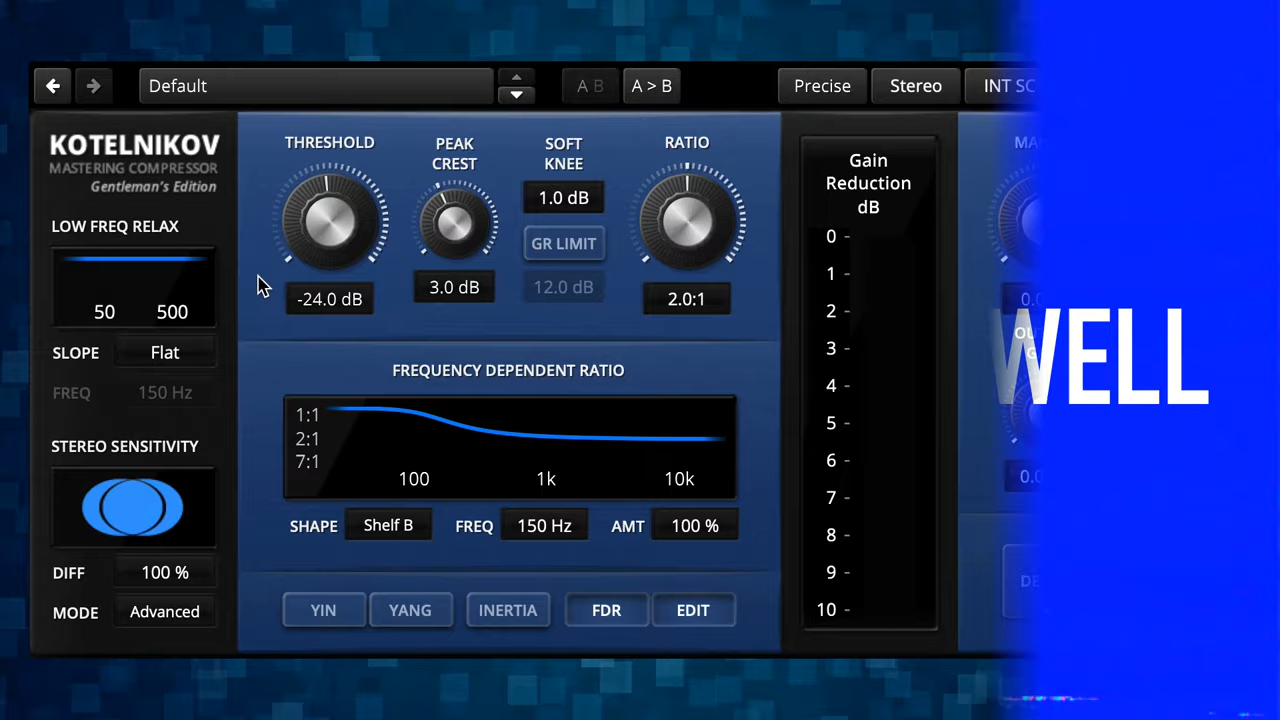 Default
A B
A > B
Precise
Stereo
INT SC
KOTELNIKOV
MASTERING COMPRESSOR
Gentleman's Edition
LOW FREQ RELAX
50 500
SLOPE Flat
FREQ 150 Hz
STEREO SENSITIVITY
DIFF 100 %
MODE Advanced
THRESHOLD
-24.0 dB
PEAK
CREST
3.0 dB
SOFT
KNEE
1.0 dB
GR LIMIT
12.0 dB
RATIO
2.0:1
FREQUENCY DEPENDENT RATIO
1:1
2:1
7:1
100 1k 10k
SHAPE Shelf B FREQ 150 Hz AMT 100 %
YIN YANG INERTIA FDR EDIT
Gain
Reduction
dB
0 -
1 -
2 -
3 -
4 -
5 -
6 -
7 -
8 -
9 -
10 -
WELL